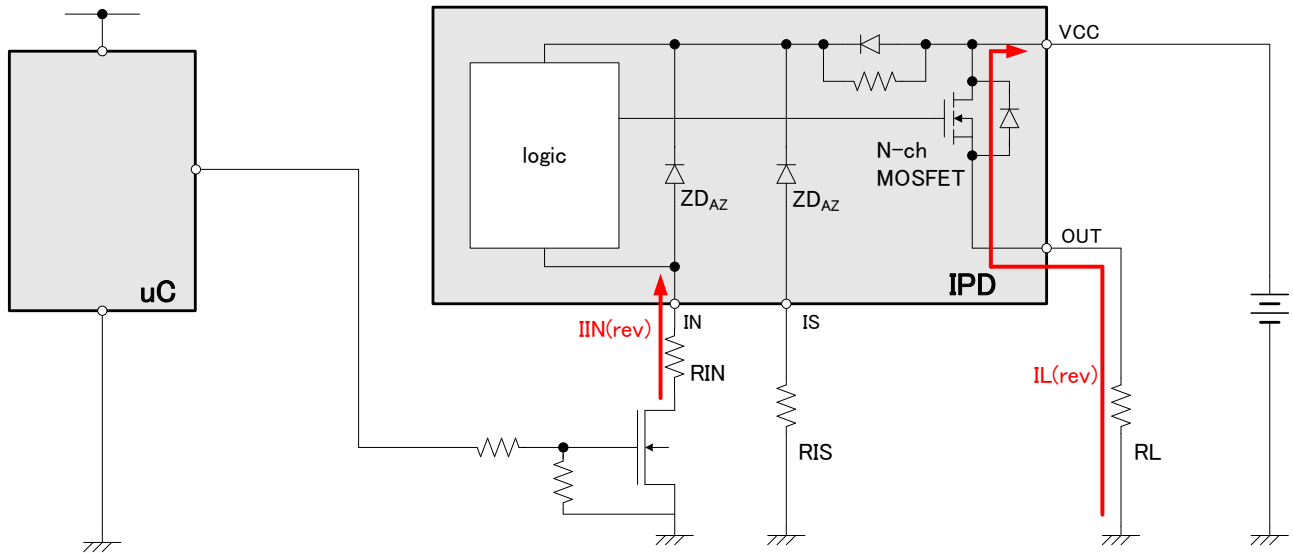 VCC
logic
N-ch
MOSFET
ZDAZ
ZDAZ
OUT
uC
IPD
IIN(rev)
IN
IS
RIN
IL(rev)
RIS
RL